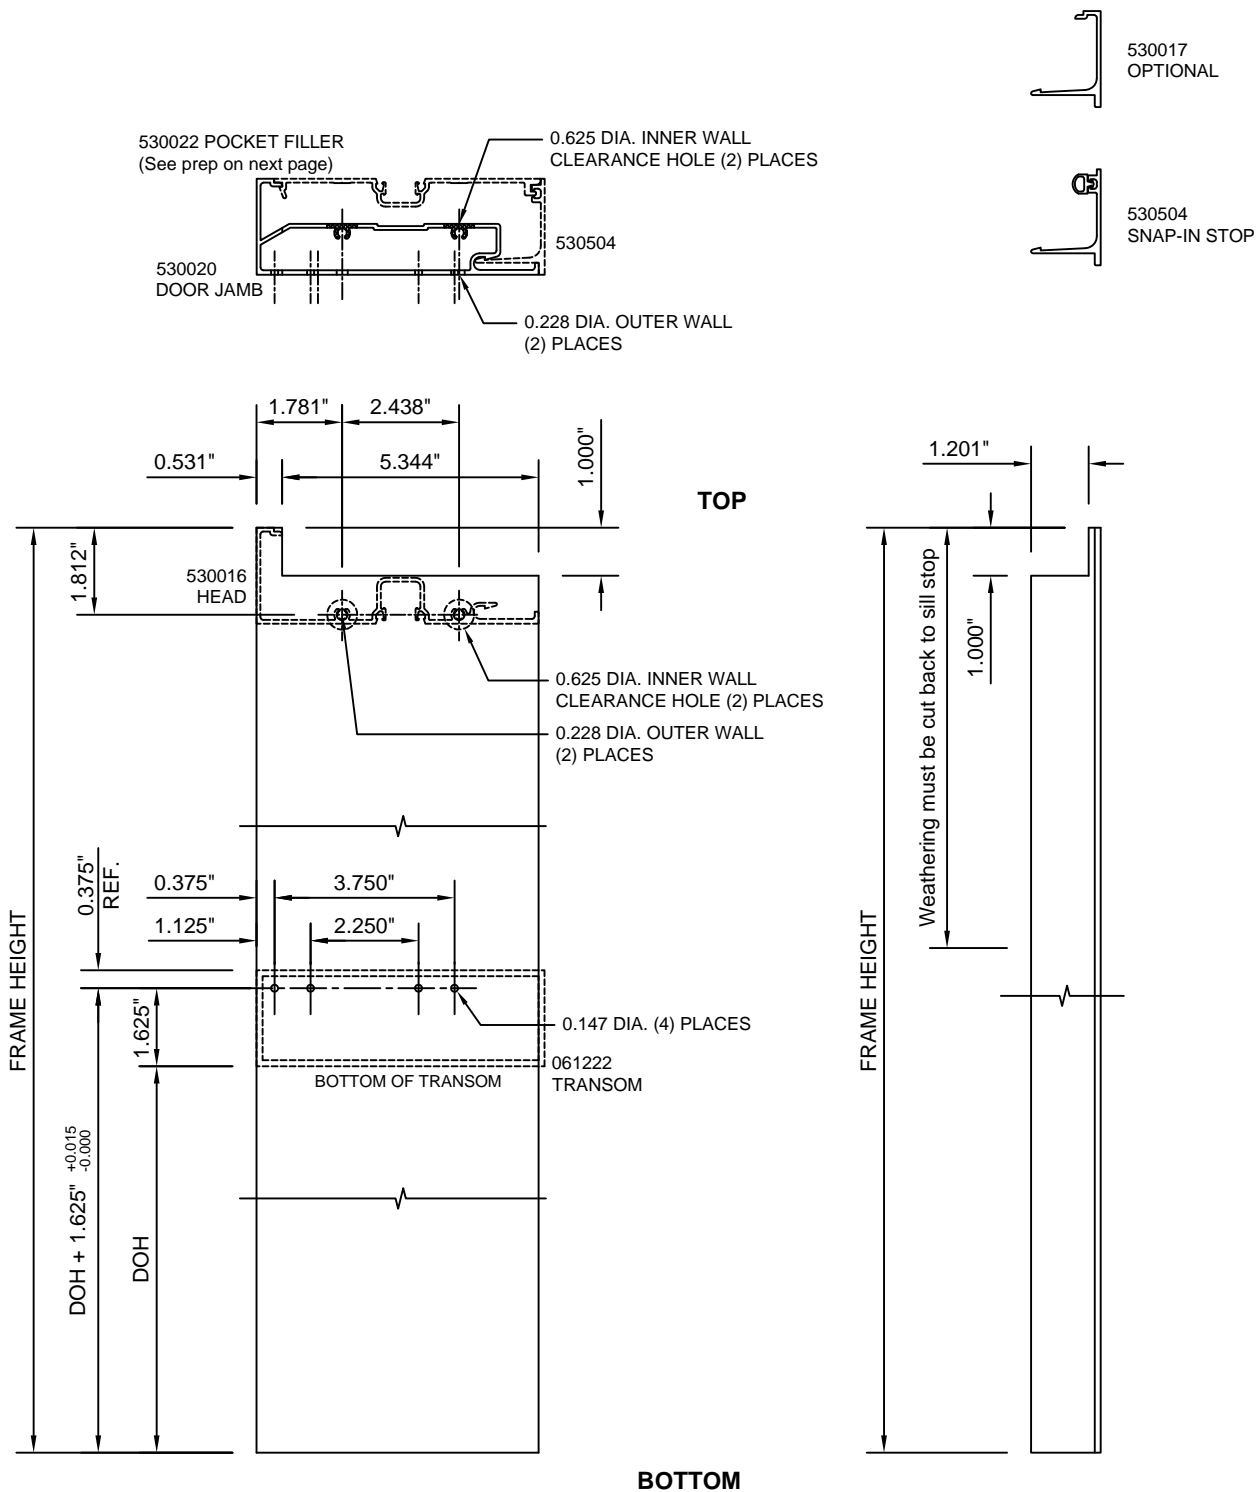 530017
OPTIONAL
530022 POCKET FILLER
(See prep on next page)
0.625 DIA. INNER WALL
CLEARANCE HOLE (2) PLACES
530504
SNAP-IN STOP
530504
530020
DOOR JAMB
0.228 DIA. OUTER WALL
(2) PLACES
1.781"
2.438"
0.531"
5.344"
1.000"
1.201"
TOP
1.812"
530016
HEAD
0.625 DIA. INNER WALL
CLEARANCE HOLE (2) PLACES
0.228 DIA. OUTER WALL
(2) PLACES
Weathering must be cut back to sill stop
1.000"
0.375"
REF.
0.375"
3.750"
1.125"
2.250"
FRAME HEIGHT
FRAME HEIGHT
1.625"
0.147 DIA. (4) PLACES
061222
TRANSOM
BOTTOM OF TRANSOM
DOH + 1.625" +0.015
-0.000
DOH
BOTTOM